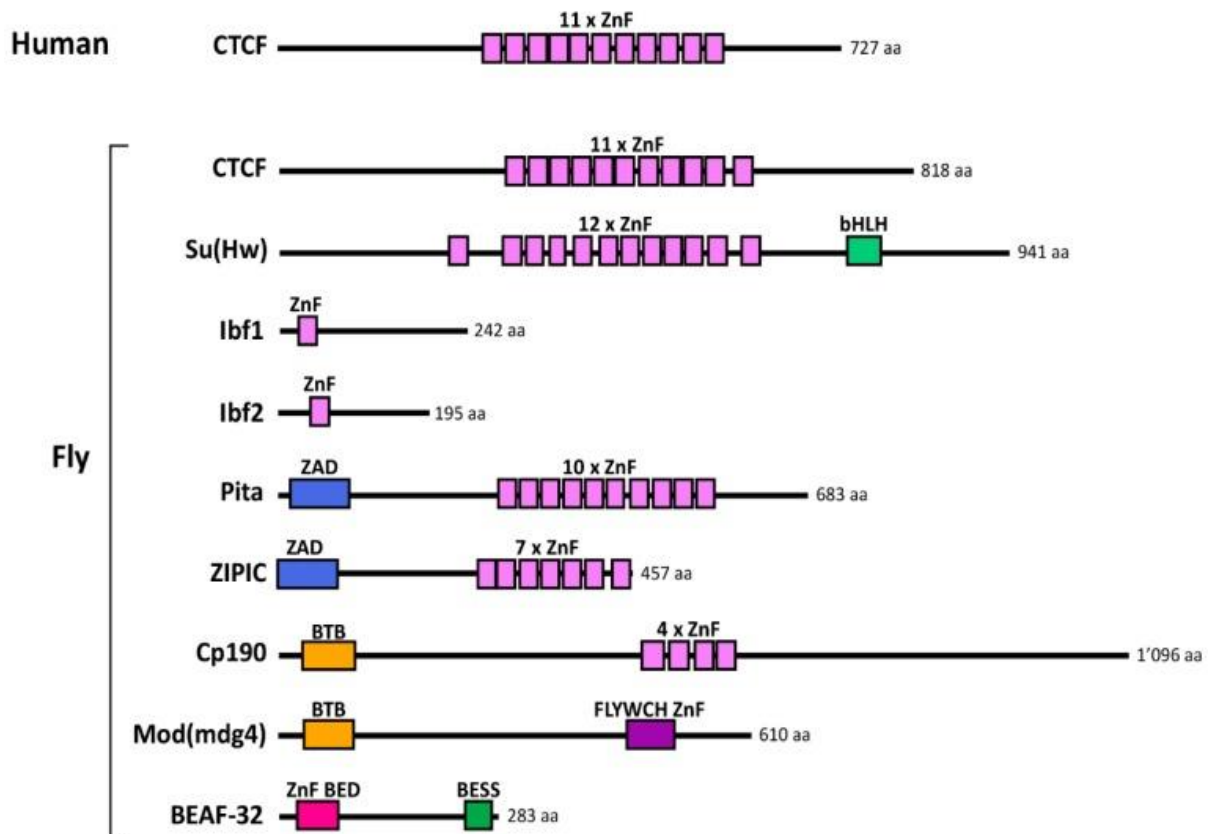 11 x ZnF
Human CTCF 727 aa
11 x ZnF
CTCF 818 aa
12 x ZnF bHLH
Su(Hw) 941 aa
ZnF
Ibf1 242 aa
ZnF
Ibf2 195 aa
Fly
ZAD 10 x ZnF
Pita 683 aa
ZAD 7 x ZnF
ZIPIC 457 aa
BTB 4 x ZnF
Cp190 1’096 aa
BTB FLYWCH ZnF
Mod(mdg4) 610 aa
ZnF BED BESS
BEAF-32 283 aa